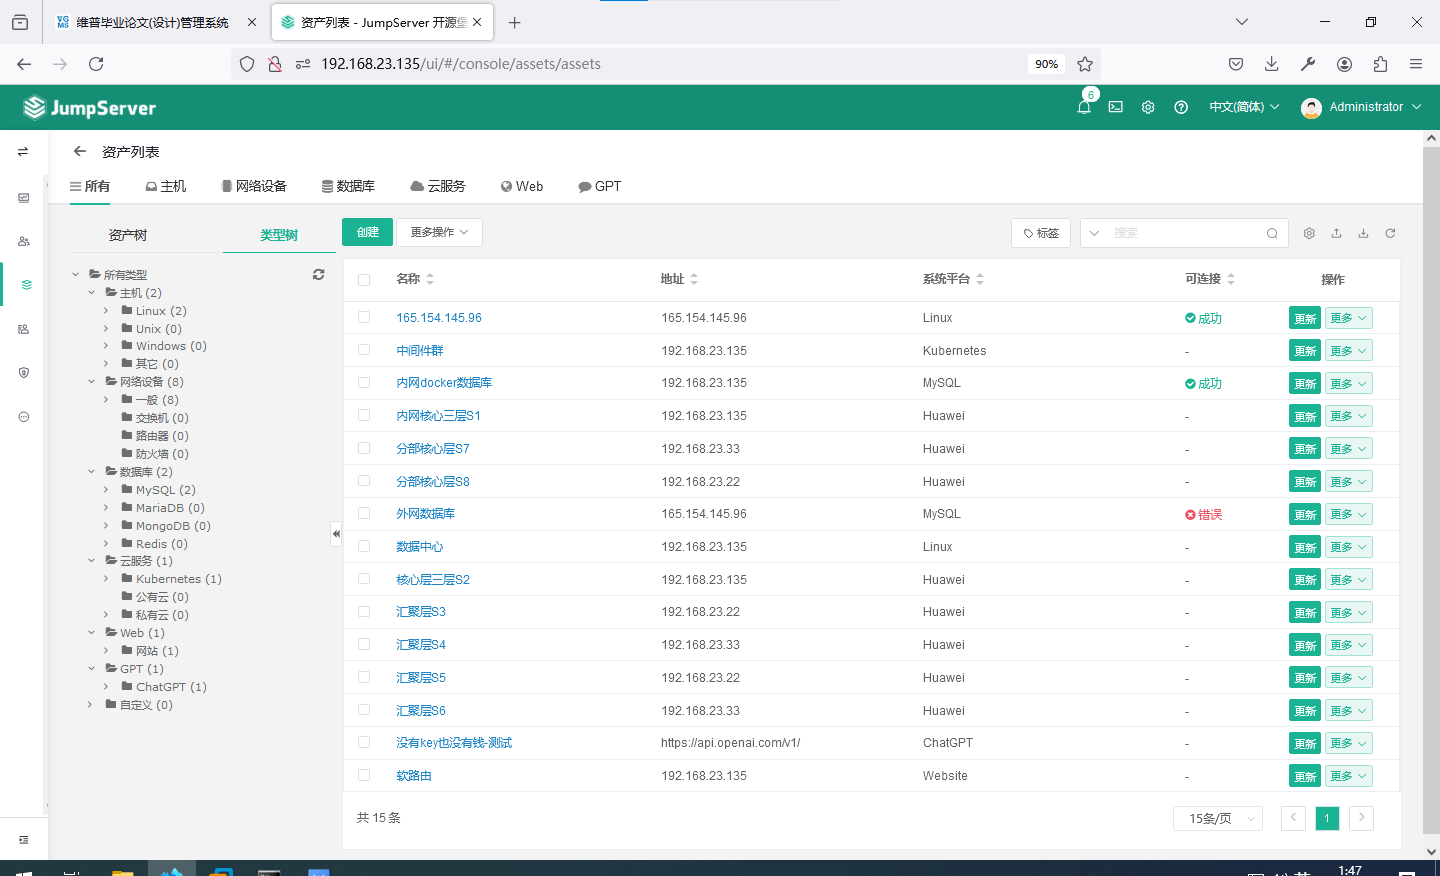 维普毕业论文(设计)管理系统
资产列表 - JumpServer 开源堡
192.168.23.135/ui/#/console/assets/assets
90%
JumpServer
6
中文(简体)
Administrator
资产列表
所有
主机
网络设备
数据库
云服务
Web
GPT
资产树
类型树
创建
更多操作
标签
搜索
所有类型
主机 (2)
Linux (2)
Unix (0)
Windows (0)
其它 (0)
网络设备 (8)
一般 (8)
交换机 (0)
路由器 (0)
防火墙 (0)
数据库 (2)
MySQL (2)
MariaDB (0)
MongoDB (0)
Redis (0)
云服务 (1)
Kubernetes (1)
公有云 (0)
私有云 (0)
Web (1)
网站 (1)
GPT (1)
ChatGPT (1)
自定义 (0)
名称 地址 系统平台 可连接 操作
165.154.145.96 165.154.145.96 Linux 成功 更新 更多
中间件群 192.168.23.135 Kubernetes - 更新 更多
内网docker数据库 192.168.23.135 MySQL 成功 更新 更多
内网核心三层S1 192.168.23.135 Huawei - 更新 更多
分部核心层S7 192.168.23.33 Huawei - 更新 更多
分部核心层S8 192.168.23.22 Huawei - 更新 更多
外网数据库 165.154.145.96 MySQL 错误 更新 更多
数据中心 192.168.23.135 Linux - 更新 更多
核心层三层S2 192.168.23.135 Huawei - 更新 更多
汇聚层S3 192.168.23.22 Huawei - 更新 更多
汇聚层S4 192.168.23.33 Huawei - 更新 更多
汇聚层S5 192.168.23.22 Huawei - 更新 更多
汇聚层S6 192.168.23.33 Huawei - 更新 更多
没有key也没有钱-测试 https://api.openai.com/v1/ ChatGPT - 更新 更多
软路由 192.168.23.135 Website - 更新 更多
共 15 条
15条/页
1
1:47